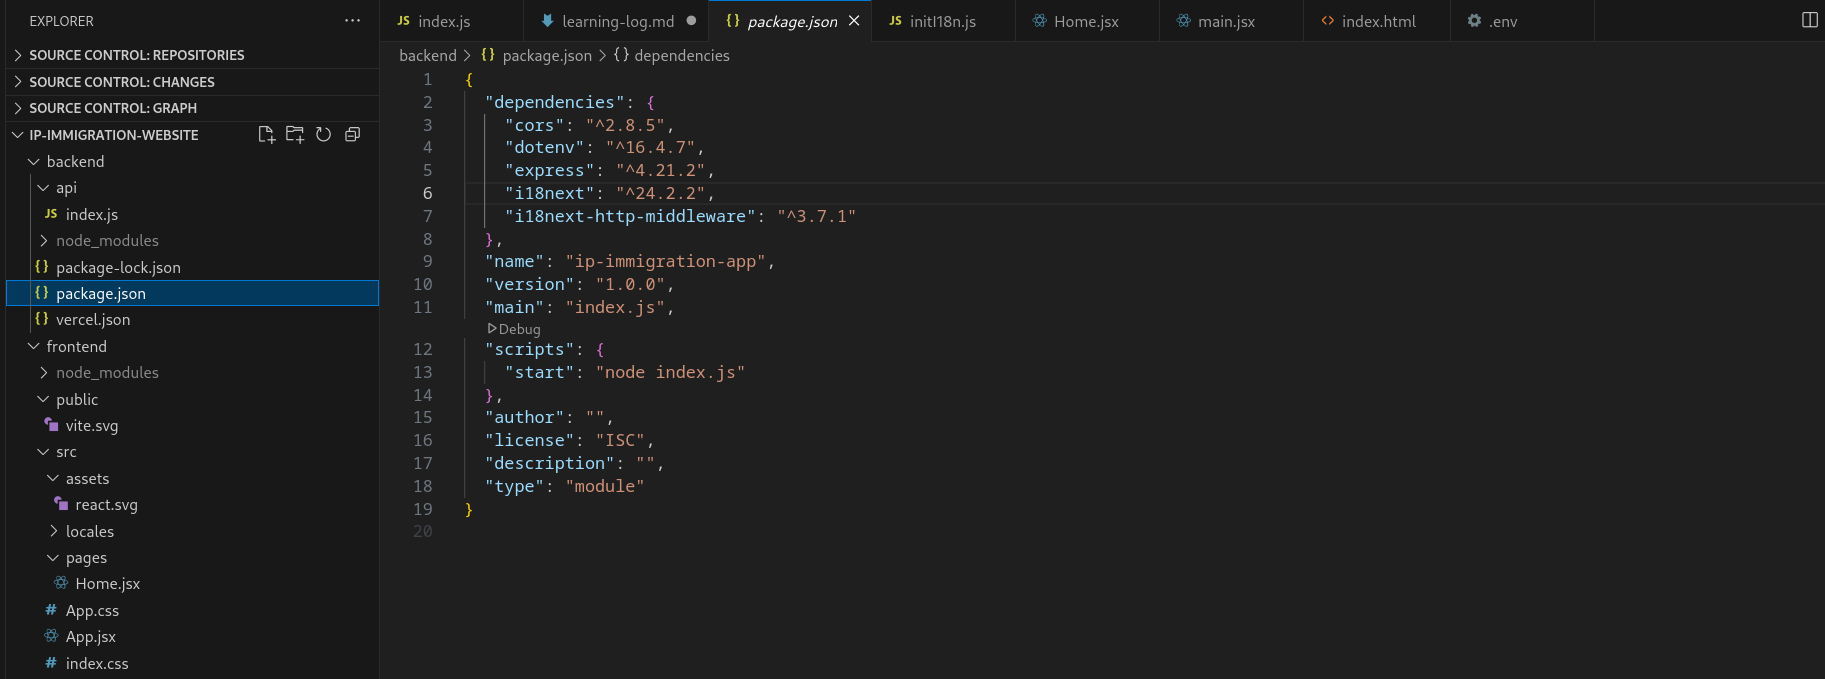 EXPLORER
SOURCE CONTROL: REPOSITORIES
SOURCE CONTROL: CHANGES
SOURCE CONTROL: GRAPH
IP-IMMIGRATION-WEBSITE
backend
api
JS index.js
node_modules
{} package-lock.json
{} package.json
{} vercel.json
frontend
node_modules
public
vite.svg
src
assets
react.svg
locales
pages
Home.jsx
# App.css
App.jsx
# index.css
JS index.js
learning-log.md
{} package.json
JS initI18n.js
Home.jsx
main.jsx
<> index.html
.env
backend > {} package.json > {} dependencies
1 {
2 "dependencies": {
3 "cors": "^2.8.5",
4 "dotenv": "^16.4.7",
5 "express": "^4.21.2",
6 "i18next": "^24.2.2",
7 "i18next-http-middleware": "^3.7.1"
8 },
9 "name": "ip-immigration-app",
10 "version": "1.0.0",
11 "main": "index.js",
Debug
12 "scripts": {
13 "start": "node index.js"
14 },
15 "author": "",
16 "license": "ISC",
17 "description": "",
18 "type": "module"
19 }
20